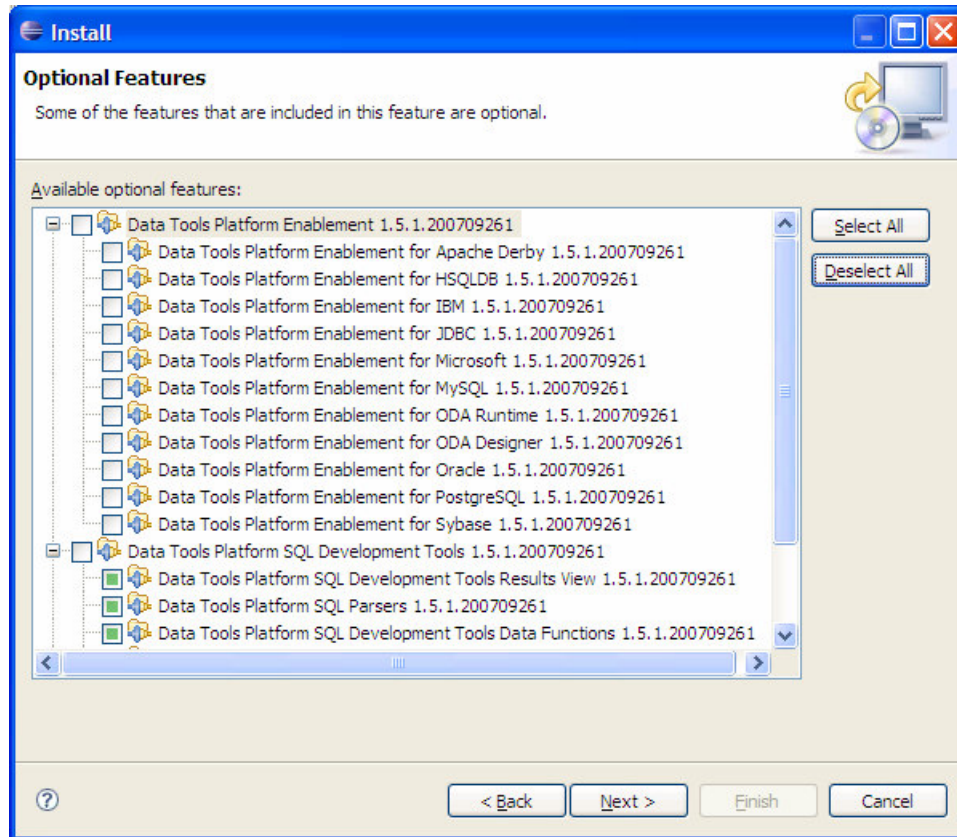 Install
Optional Features
Some of the features that are included in this feature are optional.
Available optional features:
Data Tools Platform Enablement 1.5.1.200709261
Data Tools Platform Enablement for Apache Derby 1.5.1.200709261
Data Tools Platform Enablement for HSQLDB 1.5.1.200709261
Data Tools Platform Enablement for IBM 1.5.1.200709261
Data Tools Platform Enablement for JDBC 1.5.1.200709261
Data Tools Platform Enablement for Microsoft 1.5.1.200709261
Data Tools Platform Enablement for MySQL 1.5.1.200709261
Data Tools Platform Enablement for ODA Runtime 1.5.1.200709261
Data Tools Platform Enablement for ODA Designer 1.5.1.200709261
Data Tools Platform Enablement for Oracle 1.5.1.200709261
Data Tools Platform Enablement for PostgreSQL 1.5.1.200709261
Data Tools Platform Enablement for Sybase 1.5.1.200709261
Data Tools Platform SQL Development Tools 1.5.1.200709261
Data Tools Platform SQL Development Tools Results View 1.5.1.200709261
Data Tools Platform SQL Parsers 1.5.1.200709261
Data Tools Platform SQL Development Tools Data Functions 1.5.1.200709261
Select All
Deselect All
? < Back Next > Finish Cancel